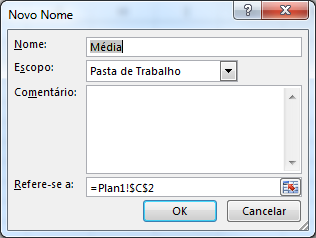 Novo Nome
Nome: Média
Escopo: Pasta de Trabalho
Comentário:
Refere-se a: =Plan1!$C$2
OK Cancelar